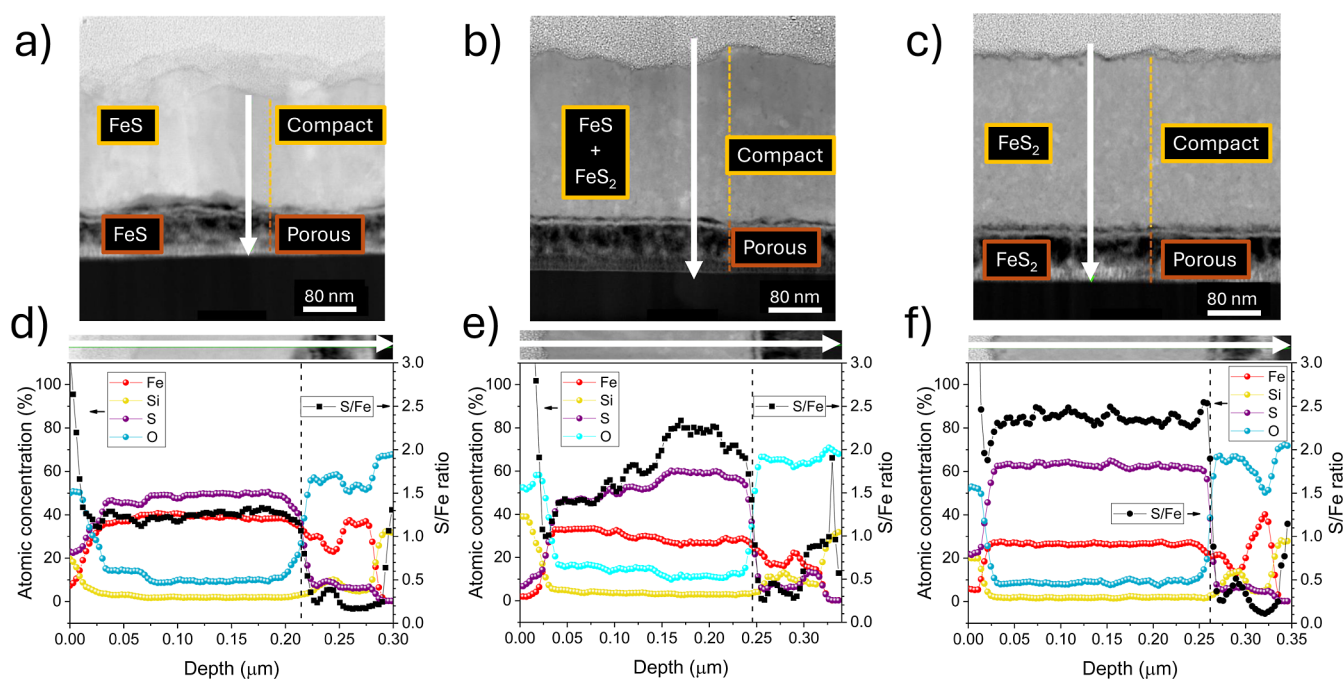 a)
FeS
Compact
FeS
Porous
80 nm
b)
FeS
+
FeS₂
Compact
Porous
80 nm
c)
FeS₂
Compact
FeS₂
Porous
80 nm
d)
Atomic concentration (%)
100
80
60
40
20
0
Fe
Si
S
O
S/Fe
3.0
2.5
2.0
1.5
1.0
0.5
0.0
S/Fe ratio
0.00 0.05 0.10 0.15 0.20 0.25 0.30
Depth (μm)
e)
Atomic concentration (%)
100
80
60
40
20
0
Fe
Si
S
O
S/Fe
3.0
2.5
2.0
1.5
1.0
0.5
0.0
S/Fe ratio
0.00 0.05 0.10 0.15 0.20 0.25 0.30
Depth (μm)
f)
Atomic concentration (%)
100
80
60
40
20
0
Fe
Si
S
O
S/Fe
3.0
2.5
2.0
1.5
1.0
0.5
0.0
S/Fe ratio
0.00 0.05 0.10 0.15 0.20 0.25 0.30 0.35
Depth (μm)